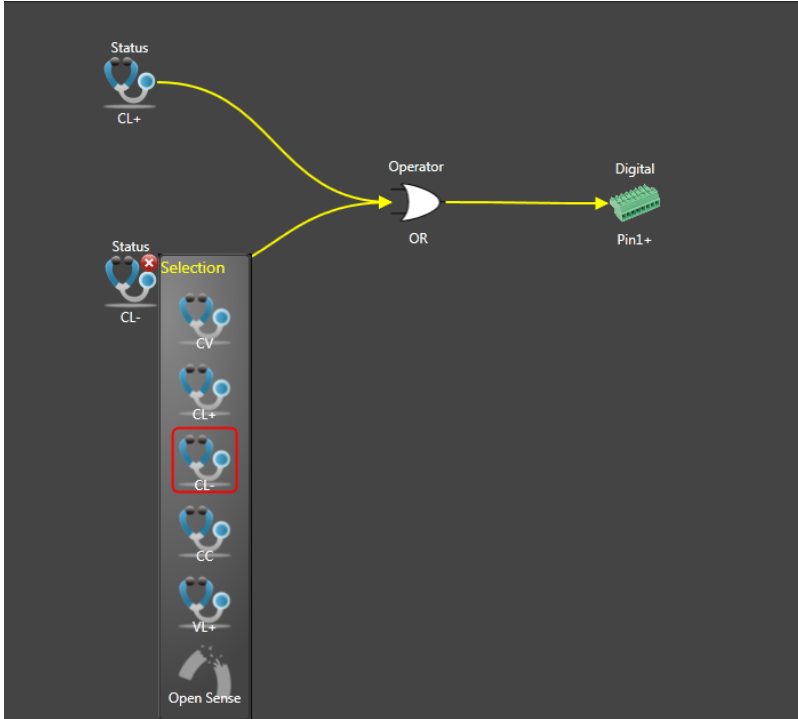 Status
CL+
Operator
OR
Digital
Pin1+
Status
CL-
Selection
CV
CL+
CL-
CC
VL+
Open Sense